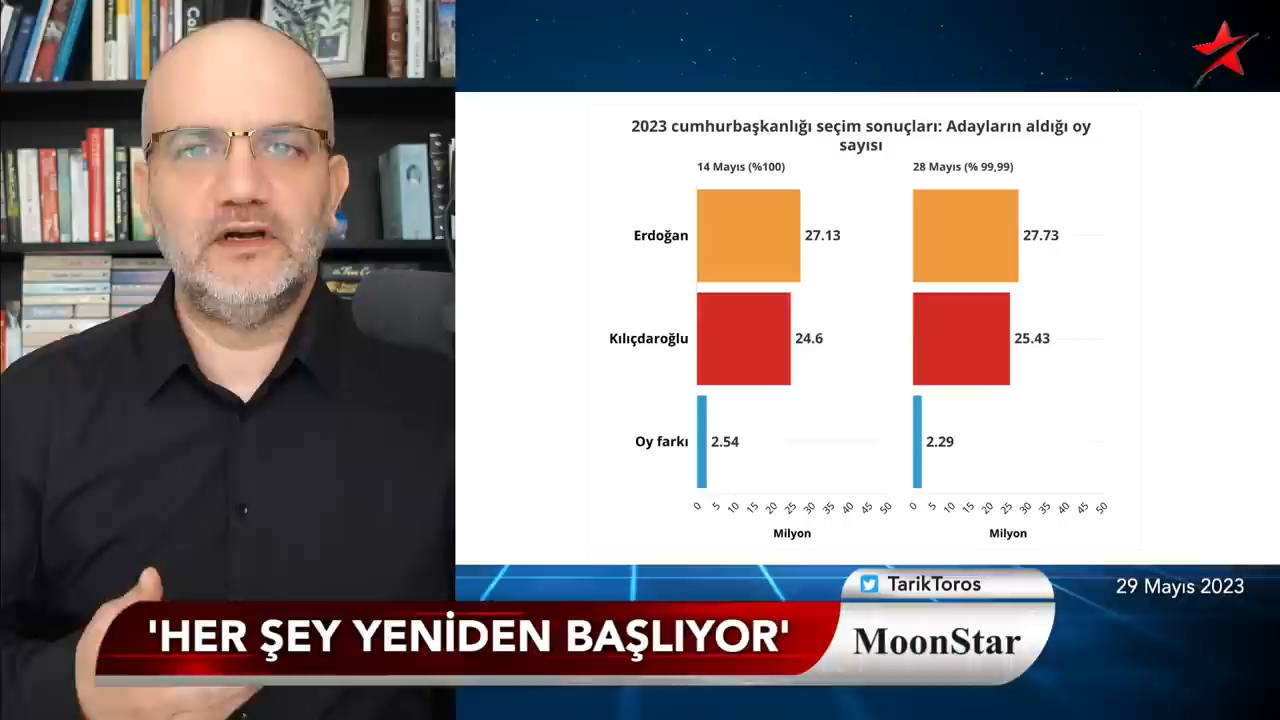 2023 cumhurbaşkanlığı seçim sonuçları: Adayların aldığı oy
sayısı
14 Mayıs (%100)
28 Mayıs (% 99,99)
Erdoğan
27.13
27.73
Kılıçdaroğlu
24.6
25.43
Oy farkı
2.54
2.29
0 5 10 15 20 25 30 35 40 45 50
0 5 10 15 20 25 30 35 40 45 50
Milyon
Milyon
TarikToros
29 Mayıs 2023
'HER ŞEY YENİDEN BAŞLIYOR'
MoonStar